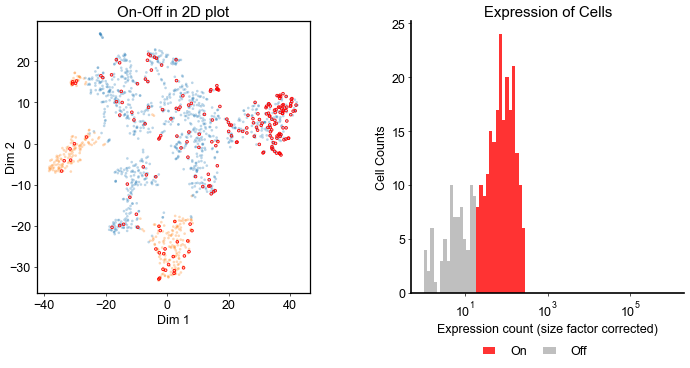 On-Off in 2D plot
Dim 2
20
10
0
−10
−20
−30
−40
−20
0
20
40
Dim 1
Expression of Cells
Cell Counts
25
20
15
10
5
0
10^1
10^3
10^5
Expression count (size factor corrected)
On
Off